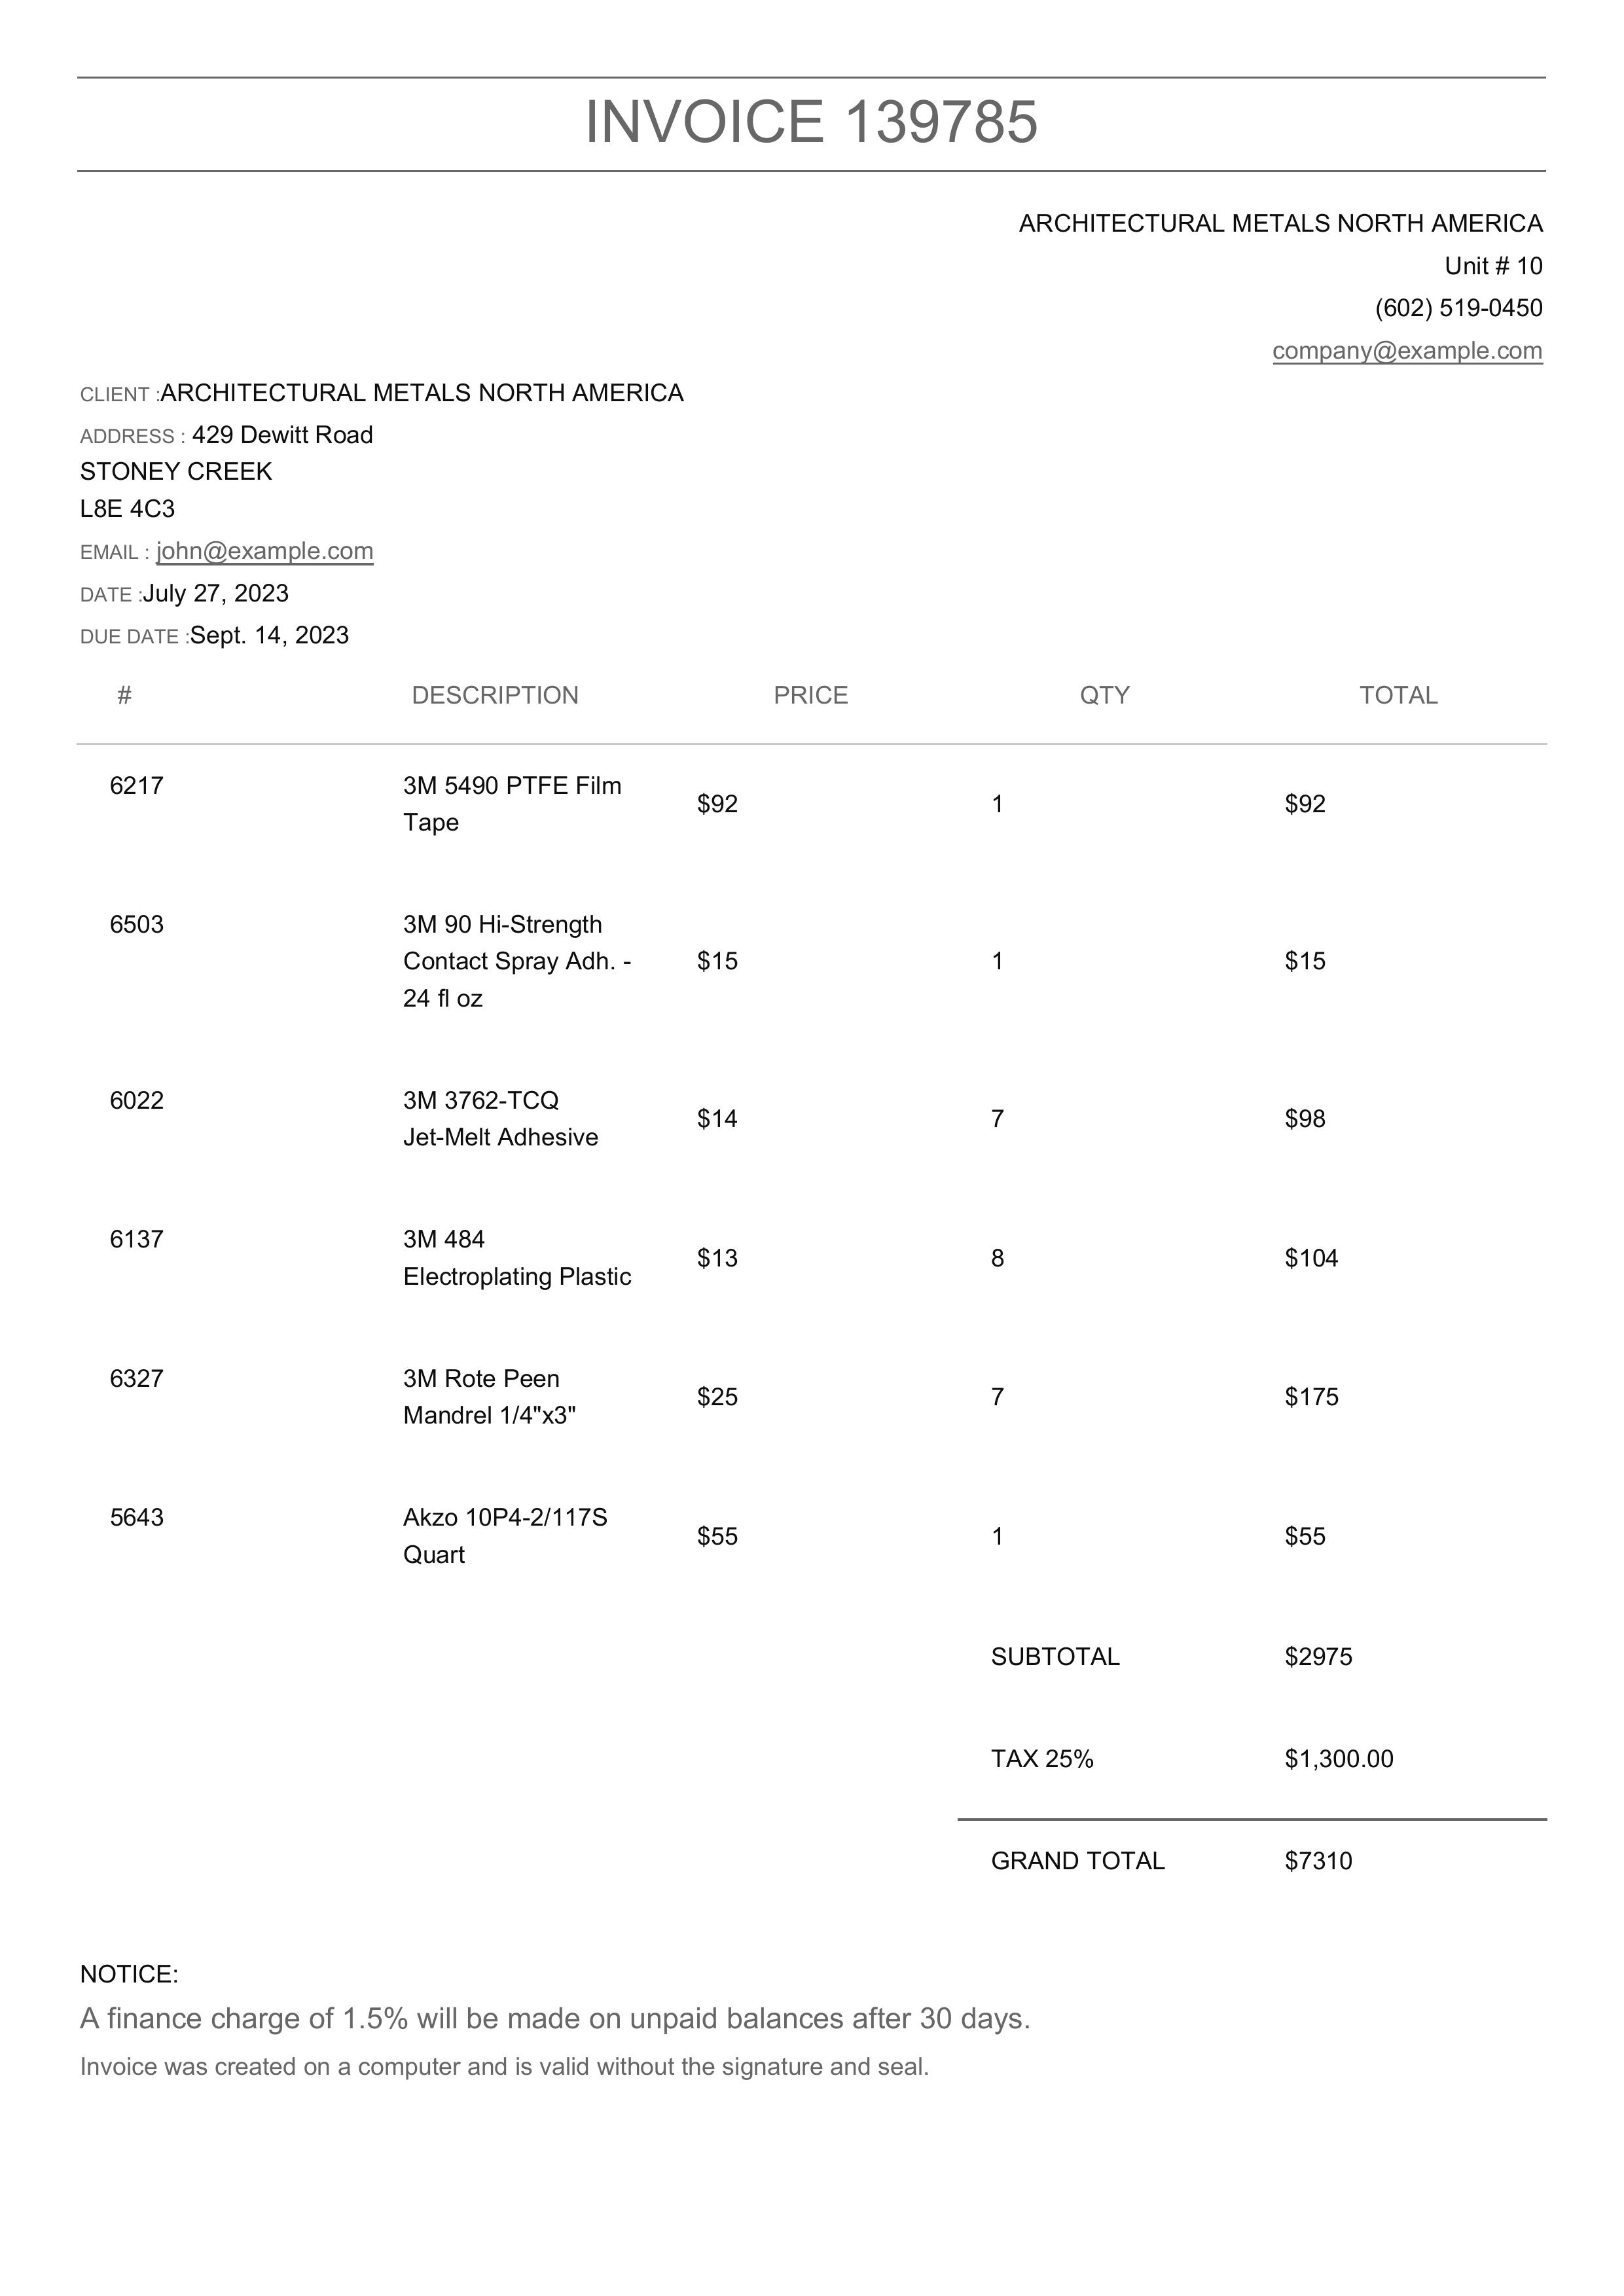 INVOICE 139785
ARCHITECTURAL METALS NORTH AMERICA
Unit # 10
(602) 519-0450
company@example.com
CLIENT :ARCHITECTURAL METALS NORTH AMERICA
ADDRESS : 429 Dewitt Road
STONEY CREEK
L8E 4C3
EMAIL : john@example.com
DATE :July 27, 2023
DUE DATE :Sept. 14, 2023
# DESCRIPTION PRICE QTY TOTAL
6217 3M 5490 PTFE Film
Tape
$92 1 $92
6503 3M 90 Hi-Strength
Contact Spray Adh. - $15 1 $15
24 fl oz
6022 3M 3762-TCQ
Jet-Melt Adhesive
$14 7 $98
6137 3M 484
Electroplating Plastic
$13 8 $104
6327 3M Rote Peen
Mandrel 1/4"x3"
$25 7 $175
5643 Akzo 10P4-2/117S
Quart
$55 1 $55
SUBTOTAL $2975
TAX 25% $1,300.00
GRAND TOTAL $7310
NOTICE:
A finance charge of 1.5% will be made on unpaid balances after 30 days.
Invoice was created on a computer and is valid without the signature and seal.